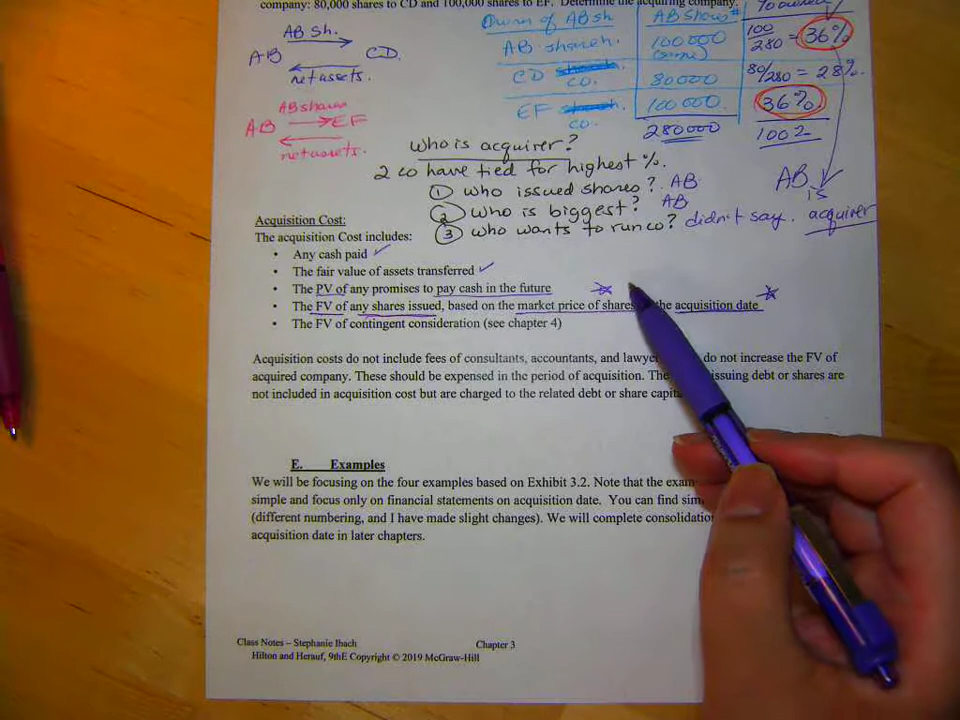 company: 80,000 shares to CD and 100,000 shares to EF. Determine the acquiring company.
AB Sh.
AB CD.
net assets.
AB shares
AB EF
net assets.
Owner of AB sh
AB shareh.
CD co.
EF co.
AB Shares #
100 000
80 000
100 000.
280 000
100
280 = 36%
80/280 = 28%.
36%
100%
Who is acquirer?
2 co have tied for highest %.
① who issued shares? AB
② who is biggest? AB
③ who wants to run co? didn't say.
AB
is
acquirer
Acquisition Cost:
The acquisition Cost includes:
• Any cash paid
• The fair value of assets transferred
• The PV of any promises to pay cash in the future
• The FV of any shares issued, based on the market price of shares the acquisition date
• The FV of contingent consideration (see chapter 4)
Acquisition costs do not include fees of consultants, accountants, and lawye do not increase the FV of
acquired company. These should be expensed in the period of acquisition. The issuing debt or shares are
not included in acquisition cost but are charged to the related debt or share capit
E. Examples
We will be focusing on the four examples based on Exhibit 3.2. Note that the exam
simple and focus only on financial statements on acquisition date. You can find sim
(different numbering, and I have made slight changes). We will complete consolidatio
acquisition date in later chapters.
Class Notes – Stephanie Ibach Chapter 3
Hilton and Herauf, 9thE Copyright © 2019 McGraw-Hill